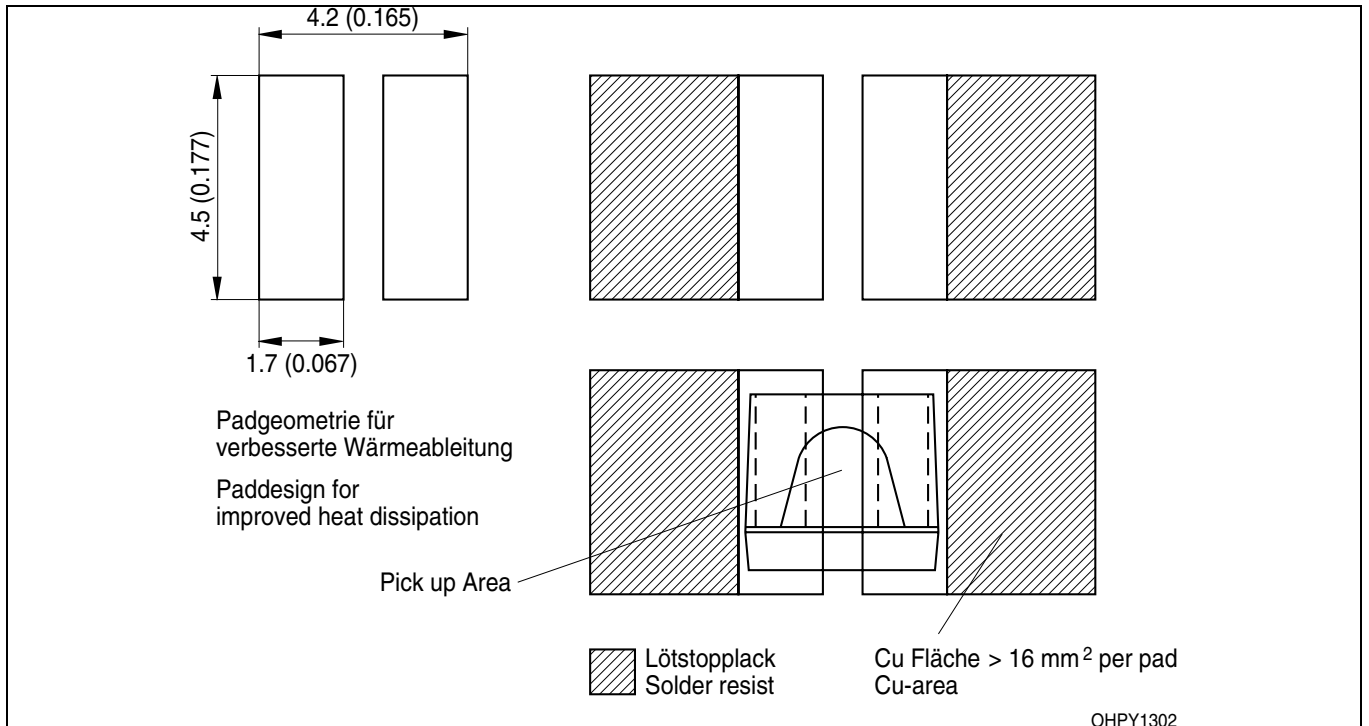 4.2 (0.165)
4.5 (0.177)
1.7 (0.067)
Padgeometrie für
verbesserte Wärmeableitung
Paddesign for
improved heat dissipation
Pick up Area
Lötstopplack
Solder resist
Cu Fläche > 16 mm 2 per pad
Cu-area
OHPY1302